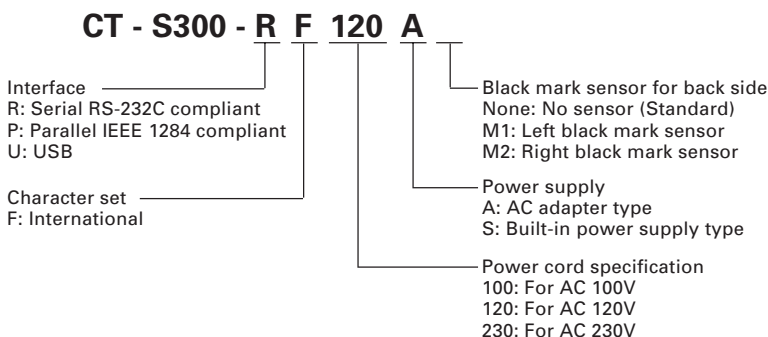 CT - S300 - R F 120 A
Interface
R: Serial RS-232C compliant
P: Parallel IEEE 1284 compliant
U: USB
Character set
F: International
Black mark sensor for back side
None: No sensor (Standard)
M1: Left black mark sensor
M2: Right black mark sensor
Power supply
A: AC adapter type
S: Built-in power supply type
Power cord specification
100: For AC 100V
120: For AC 120V
230: For AC 230V